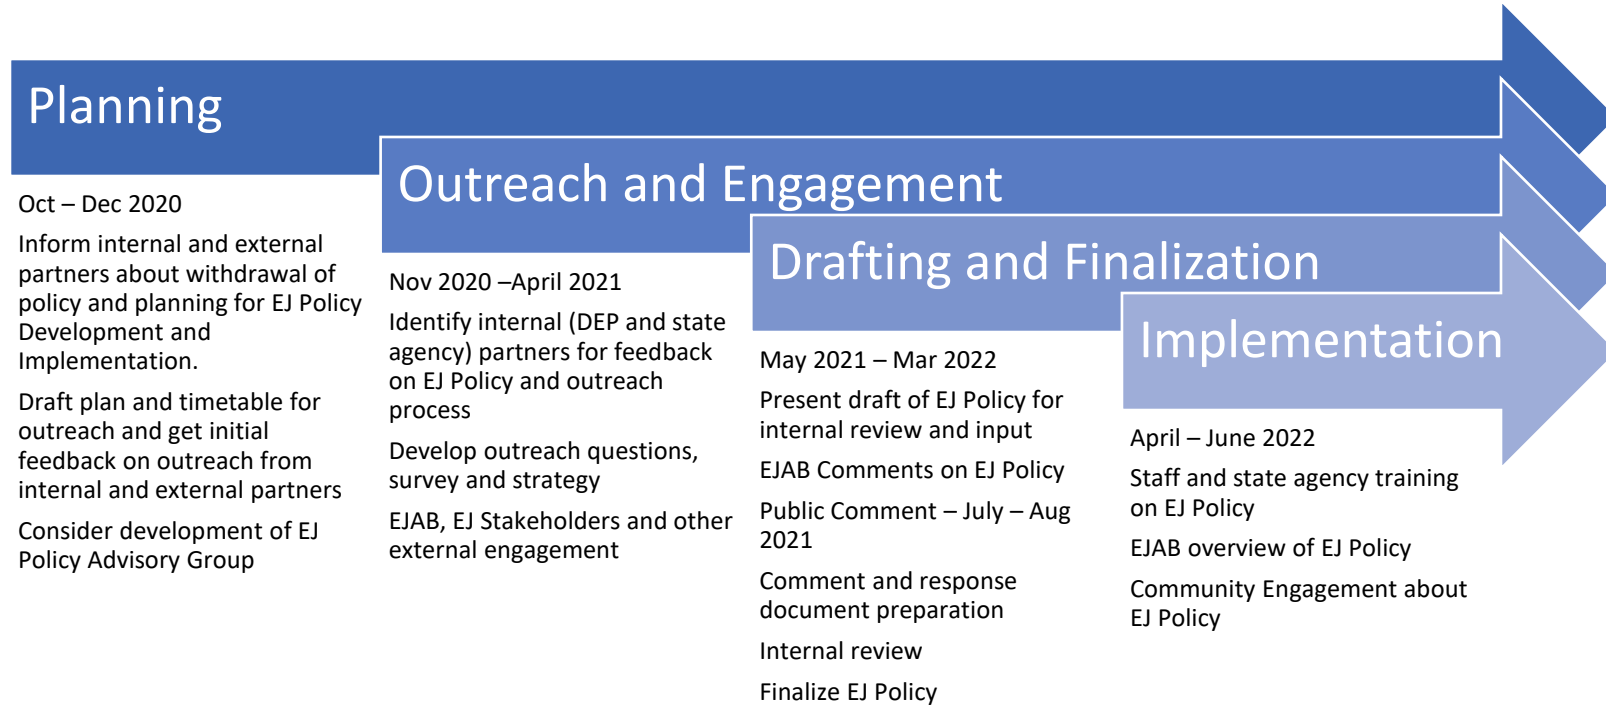 Planning
Oct – Dec 2020
Inform internal and external
partners about withdrawal of
policy and planning for EJ Policy
Development and
Implementation.
Draft plan and timetable for
outreach and get initial
feedback on outreach from
internal and external partners
Consider development of EJ
Policy Advisory Group
Outreach and Engagement
Nov 2020 –April 2021
Identify internal (DEP and state
agency) partners for feedback
on EJ Policy and outreach
process
Develop outreach questions,
survey and strategy
EJAB, EJ Stakeholders and other
external engagement
Drafting and Finalization
May 2021 – Mar 2022
Present draft of EJ Policy for
internal review and input
EJAB Comments on EJ Policy
Public Comment – July – Aug
2021
Comment and response
document preparation
Internal review
Finalize EJ Policy
Implementation
April – June 2022
Staff and state agency training
on EJ Policy
EJAB overview of EJ Policy
Community Engagement about
EJ Policy